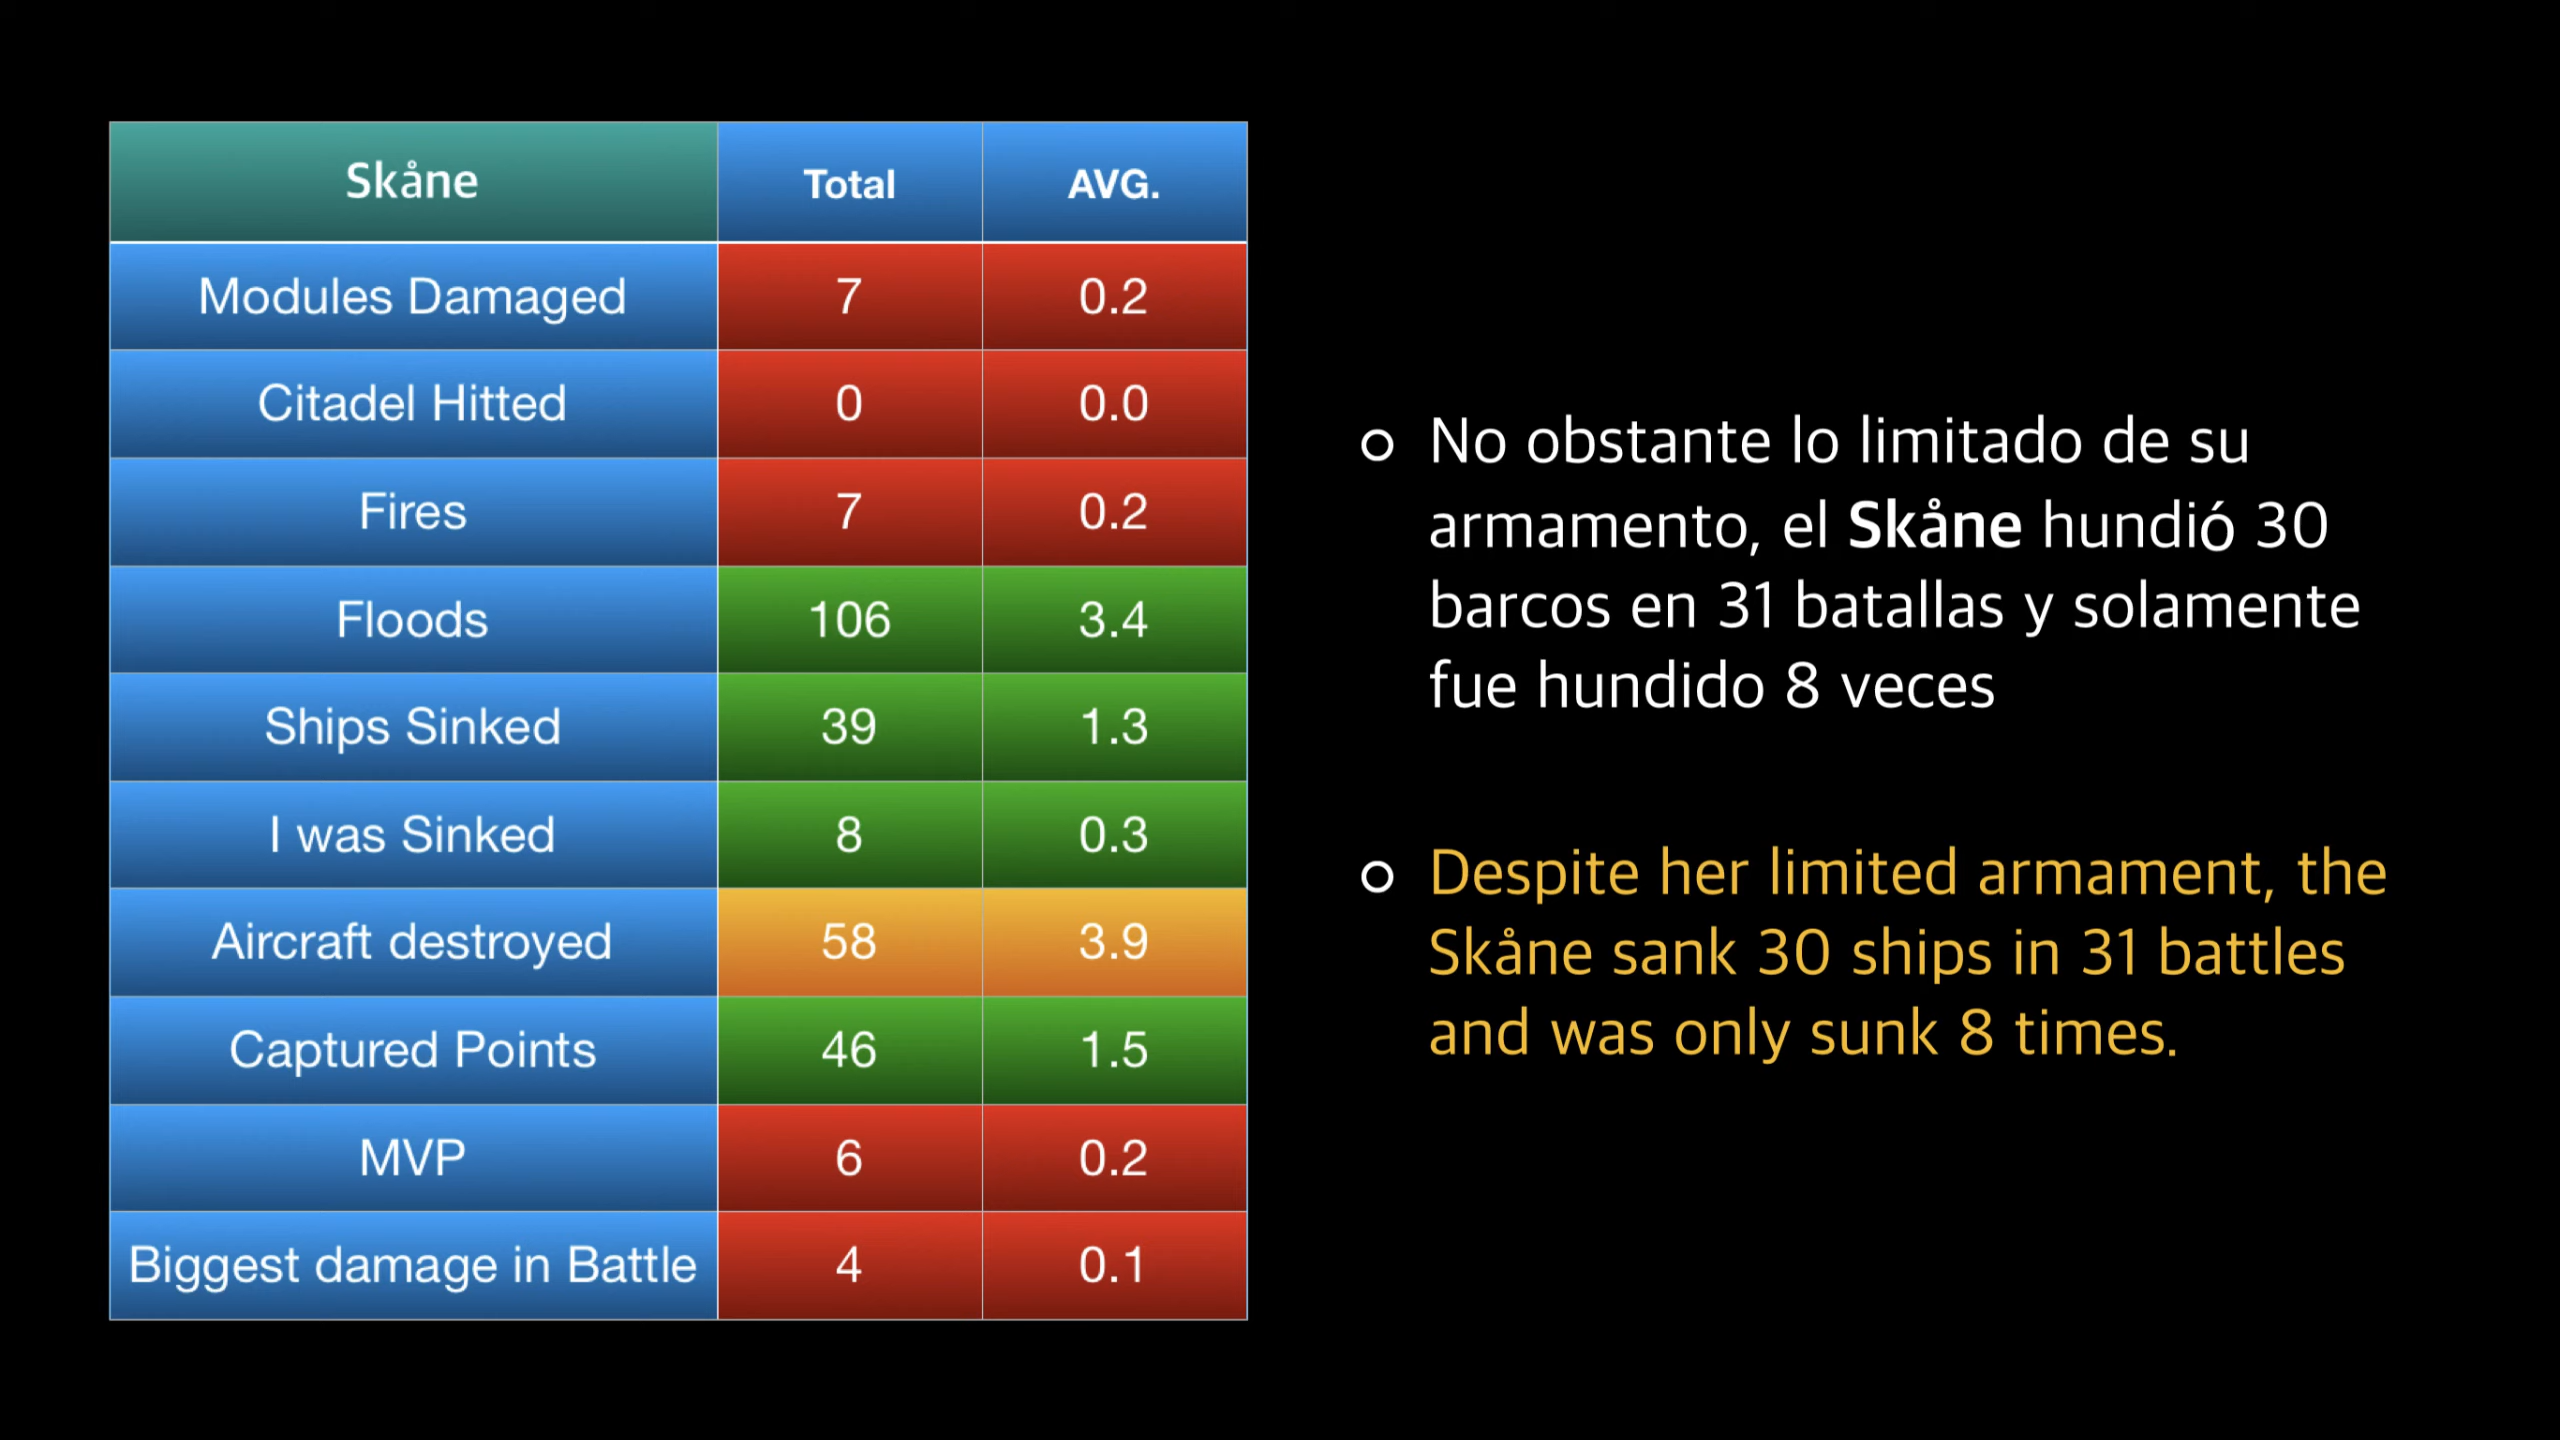 Skåne Total AVG.
Modules Damaged 7 0.2
Citadel Hitted 0 0.0
Fires 7 0.2
Floods 106 3.4
Ships Sinked 39 1.3
I was Sinked 8 0.3
Aircraft destroyed 58 3.9
Captured Points 46 1.5
MVP 6 0.2
Biggest damage in Battle 4 0.1
No obstante lo limitado de su
armamento, el Skåne hundió 30
barcos en 31 batallas y solamente
fue hundido 8 veces
Despite her limited armament, the
Skåne sank 30 ships in 31 battles
and was only sunk 8 times.